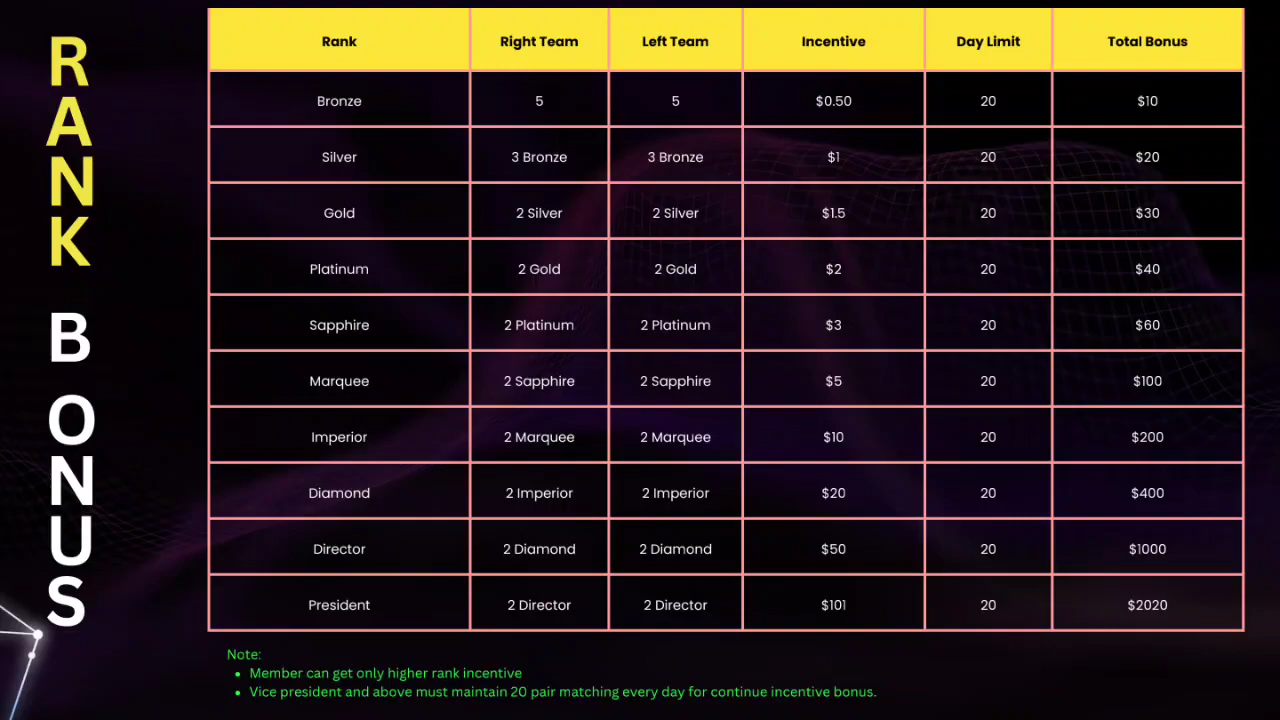 RANK BONUS
Rank Right Team Left Team Incentive Day Limit Total Bonus
Bronze 5 5 $0.50 20 $10
Silver 3 Bronze 3 Bronze $1 20 $20
Gold 2 Silver 2 Silver $1.5 20 $30
Platinum 2 Gold 2 Gold $2 20 $40
Sapphire 2 Platinum 2 Platinum $3 20 $60
Marquee 2 Sapphire 2 Sapphire $5 20 $100
Imperior 2 Marquee 2 Marquee $10 20 $200
Diamond 2 Imperior 2 Imperior $20 20 $400
Director 2 Diamond 2 Diamond $50 20 $1000
President 2 Director 2 Director $101 20 $2020
Note:
• Member can get only higher rank incentive
• Vice president and above must maintain 20 pair matching every day for continue incentive bonus.